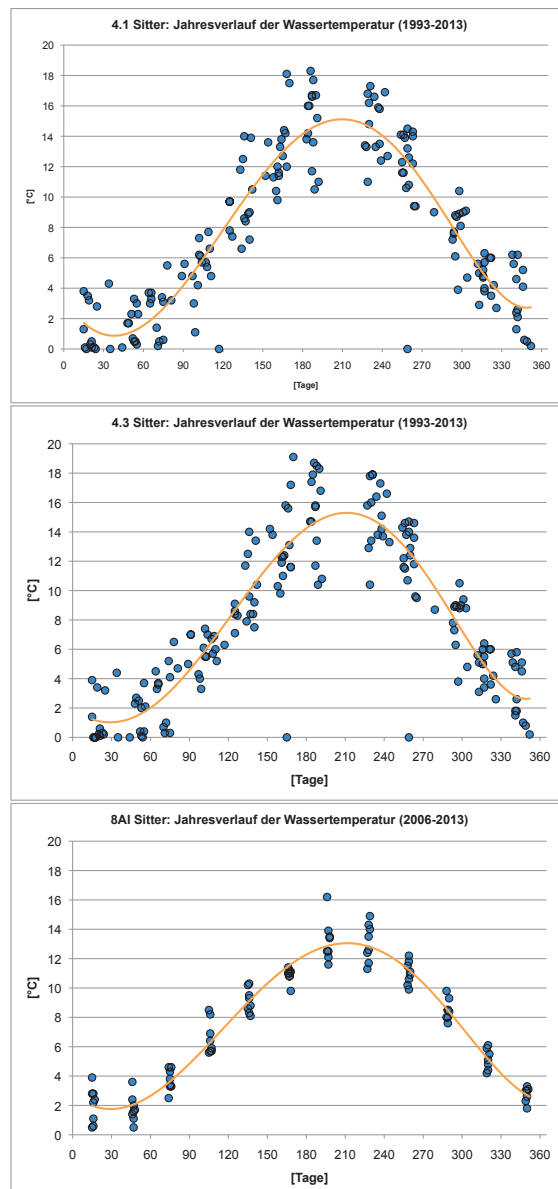 4.1 Sitter: Jahresverlauf der Wassertemperatur (1993-2013)
20
18
16
14
12
10
8
6
4
2
0
[°C]
0 30 60 90 120 150 180 210 240 270 300 330 360
[Tage]
4.3 Sitter: Jahresverlauf der Wassertemperatur (1993-2013)
20
18
16
14
12
10
8
6
4
2
0
[°C]
0 30 60 90 120 150 180 210 240 270 300 330 360
[Tage]
8AI Sitter: Jahresverlauf der Wassertemperatur (2006-2013)
20
18
16
14
12
10
8
6
4
2
0
[°C]
0 30 60 90 120 150 180 210 240 270 300 330 360
[Tage]